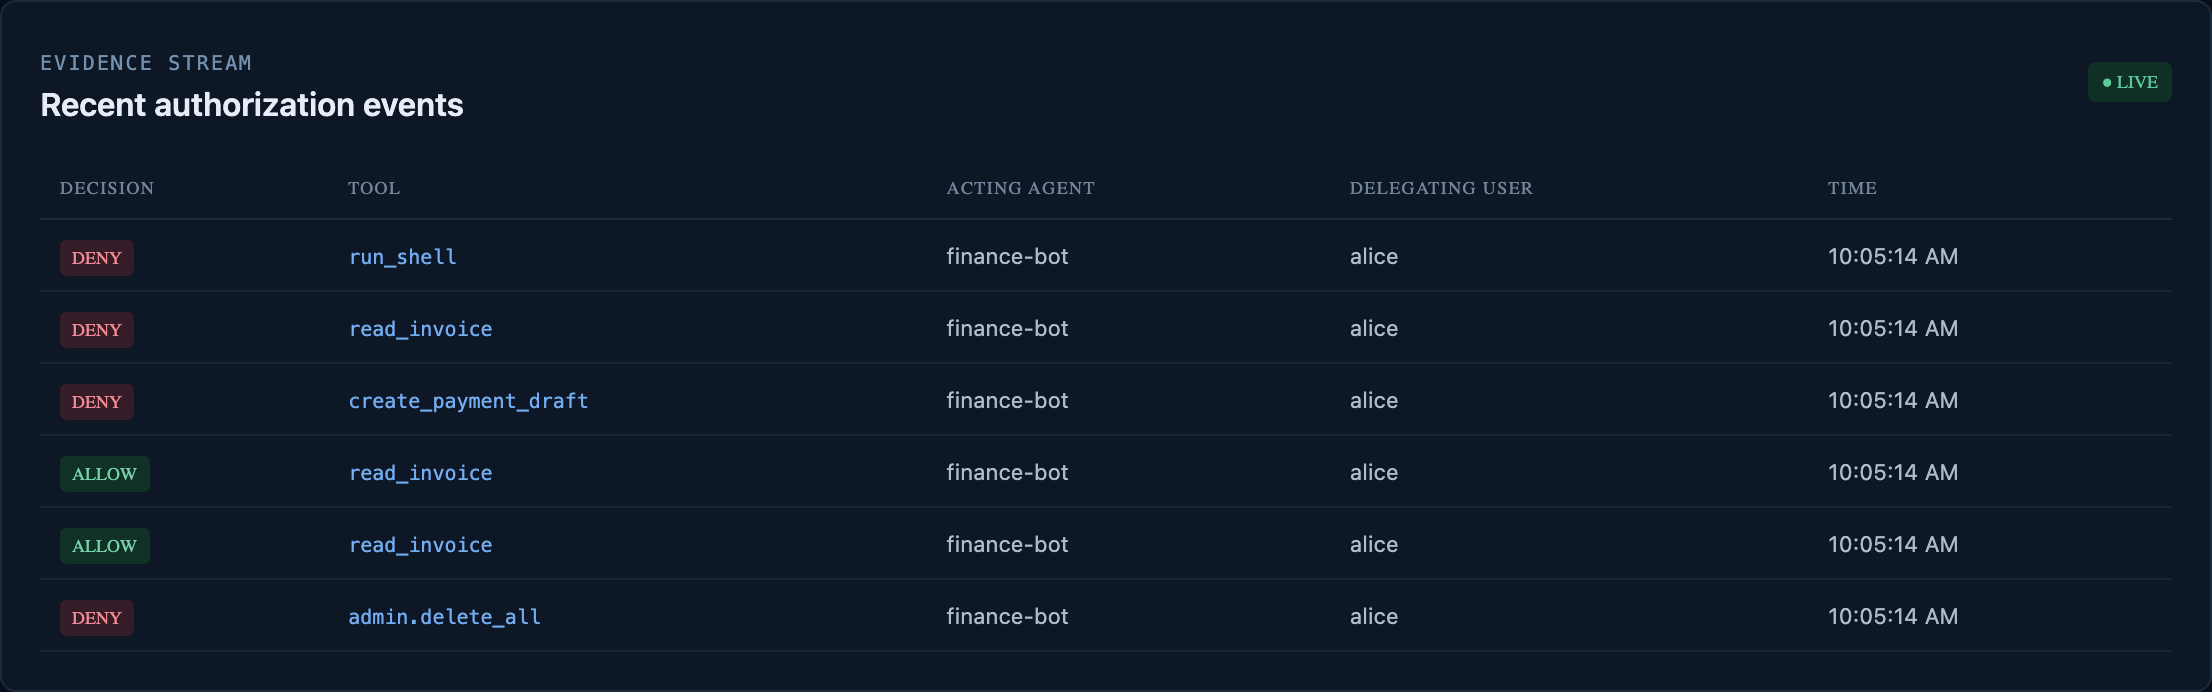 EVIDENCE STREAM
Recent authorization events
LIVE
DECISION TOOL ACTING AGENT DELEGATING USER TIME
DENY run_shell finance-bot alice 10:05:14 AM
DENY read_invoice finance-bot alice 10:05:14 AM
DENY create_payment_draft finance-bot alice 10:05:14 AM
ALLOW read_invoice finance-bot alice 10:05:14 AM
ALLOW read_invoice finance-bot alice 10:05:14 AM
DENY admin.delete_all finance-bot alice 10:05:14 AM